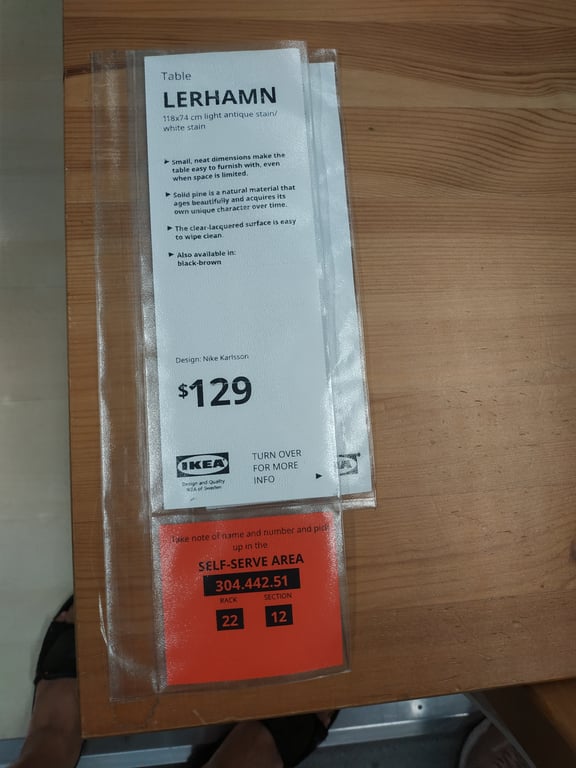 Table
LERHAMN
118x74 cm light antique stain/
white stain
► Small, neat dimensions make the
table easy to furnish with, even
when space is limited.
► Solid pine is a natural material that
ages beautifully and acquires its
own unique character over time.
► The clear-lacquered surface is easy
to wipe clean.
► Also available in:
black-brown
Design: Nike Karlsson
$129
IKEA
Design and Quality
IKEA of Sweden
TURN OVER
FOR MORE
INFO ►
Take note of name and number and pick
up in the
SELF-SERVE AREA
304.442.51
RACK SECTION
22 12